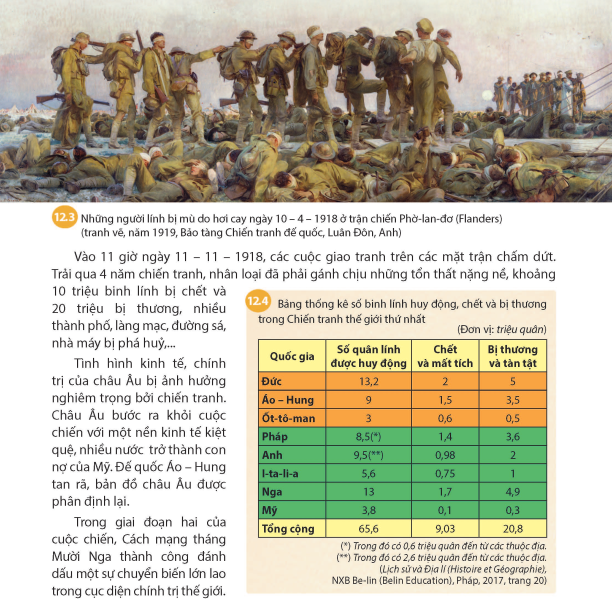 12.3 Những người lính bị mù do hơi cay ngày 10 – 4 – 1918 ở trận chiến Phờ-lan-đơ (Flanders)
(tranh vẽ, năm 1919, Bảo tàng Chiến tranh đế quốc, Luân Đôn, Anh)
Vào 11 giờ ngày 11 – 11 – 1918, các cuộc giao tranh trên các mặt trận chấm dứt.
Trải qua 4 năm chiến tranh, nhân loại đã phải gánh chịu những tổn thất nặng nề, khoảng
10 triệu binh lính bị chết và
20 triệu bị thương, nhiều
thành phố, làng mạc, đường sá,
nhà máy bị phá huỷ,...
Tình hình kinh tế, chính
trị của châu Âu bị ảnh hưởng
nghiêm trọng bởi chiến tranh.
Châu Âu bước ra khỏi cuộc
chiến với một nền kinh tế kiệt
quệ, nhiều nước trở thành con
nợ của Mỹ. Đế quốc Áo – Hung
tan rã, bản đồ châu Âu được
phân định lại.
Trong giai đoạn hai của
cuộc chiến, Cách mạng tháng
Mười Nga thành công đánh
dấu một sự chuyển biến lớn lao
trong cục diện chính trị thế giới.
12.4 Bảng thống kê số binh lính huy động, chết và bị thương
trong Chiến tranh thế giới thứ nhất
(Đơn vị: triệu quân)
Quốc gia Số quân lính được huy động Chết và mất tích Bị thương và tàn tật
Đức 13,2 2 5
Áo – Hung 9 1,5 3,5
Ốt-tô-man 3 0,6 0,5
Pháp 8,5(*) 1,4 3,6
Anh 9,5(**) 0,98 2
I-ta-li-a 5,6 0,75 1
Nga 13 1,7 4,9
Mỹ 3,8 0,1 0,3
Tổng cộng 65,6 9,03 20,8
(*) Trong đó có 0,6 triệu quân đến từ các thuộc địa.
(**) Trong đó có 2,6 triệu quân đến từ các thuộc địa.
(Lịch sử và Địa lí (Histoire et Géographie),
NXB Be-lin (Belin Education), Pháp, 2017, trang 20)